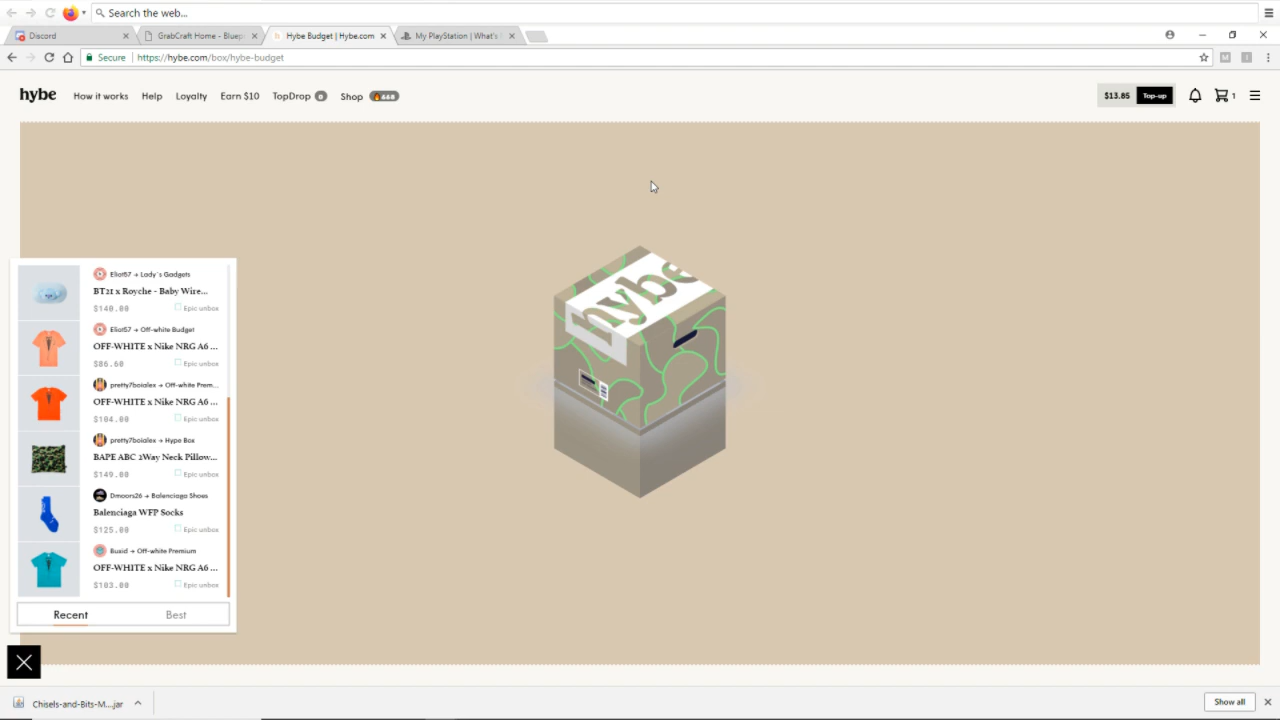 Search the web...
Discord
GrabCraft Home - Bluep
Hybe Budget | Hybe.com
My PlayStation | What's
Secure
https://hybe.com/box/hybe-budget
hybe
How it works
Help
Loyalty
Earn $10
TopDrop 0
Shop
668
$13.85
Top-up
1
hybe
Eliot57 → Lady`s Gadgets
BT21 x Royche - Baby Wire...
$140.00
Epic unbox
Eliot57 → Off-white Budget
OFF-WHITE x Nike NRG A6 ...
$86.60
Epic unbox
pretty7boialex → Off-white Prem...
OFF-WHITE x Nike NRG A6 ...
$104.00
Epic unbox
pretty7boialex → Hype Box
BAPE ABC 2Way Neck Pillow...
$149.00
Epic unbox
Dmoors26 → Balenciaga Shoes
Balenciaga WFP Socks
$125.00
Epic unbox
Buxid → Off-white Premium
OFF-WHITE x Nike NRG A6 ...
$103.00
Epic unbox
Recent
Best
Chisels-and-Bits-M....jar
Show all